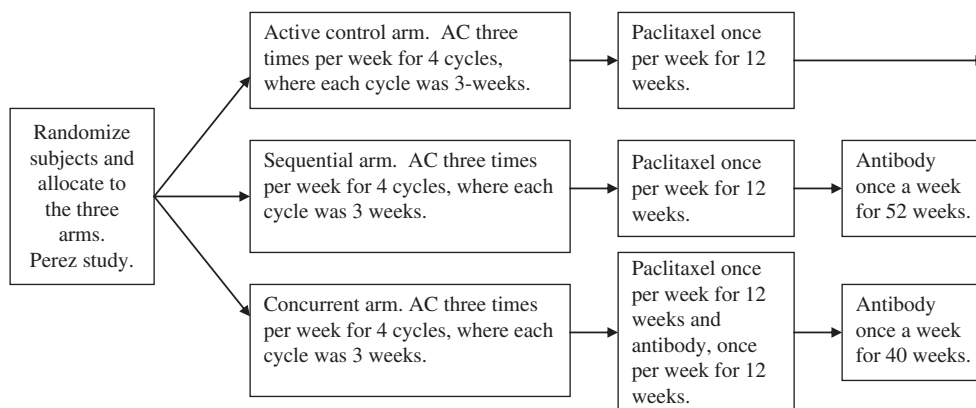 Randomize
subjects and
allocate to
the three
arms.
Perez study.
Active control arm.  AC three
times per week for 4 cycles,
where each cycle was 3-weeks.
Paclitaxel once
per week for 12
weeks.
Sequential arm.  AC three times
per week for 4 cycles, where each
cycle was 3 weeks.
Paclitaxel once
per week for 12
weeks.
Antibody
once a week
for 52 weeks.
Concurrent arm. AC three times
per week for 4 cycles, where each
cycle was 3 weeks.
Paclitaxel once
per week for 12
weeks and
antibody, once
per week for 12
weeks.
Antibody
once a week
for 40 weeks.